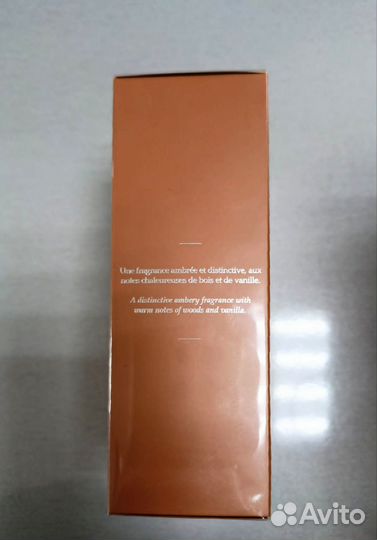 Une fragrance ambrée et distinctive, aux
notes chaleureuses de bois et de vanille.
A distinctive ambery fragrance with
warm notes of woods and vanilla.
Avito